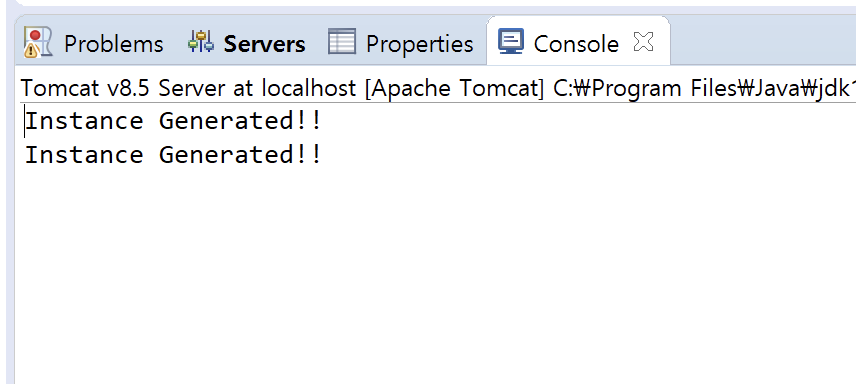 Problems Servers Properties Console
Tomcat v8.5 Server at localhost [Apache Tomcat] C:₩Program Files₩Java₩jdk1
Instance Generated!!
Instance Generated!!